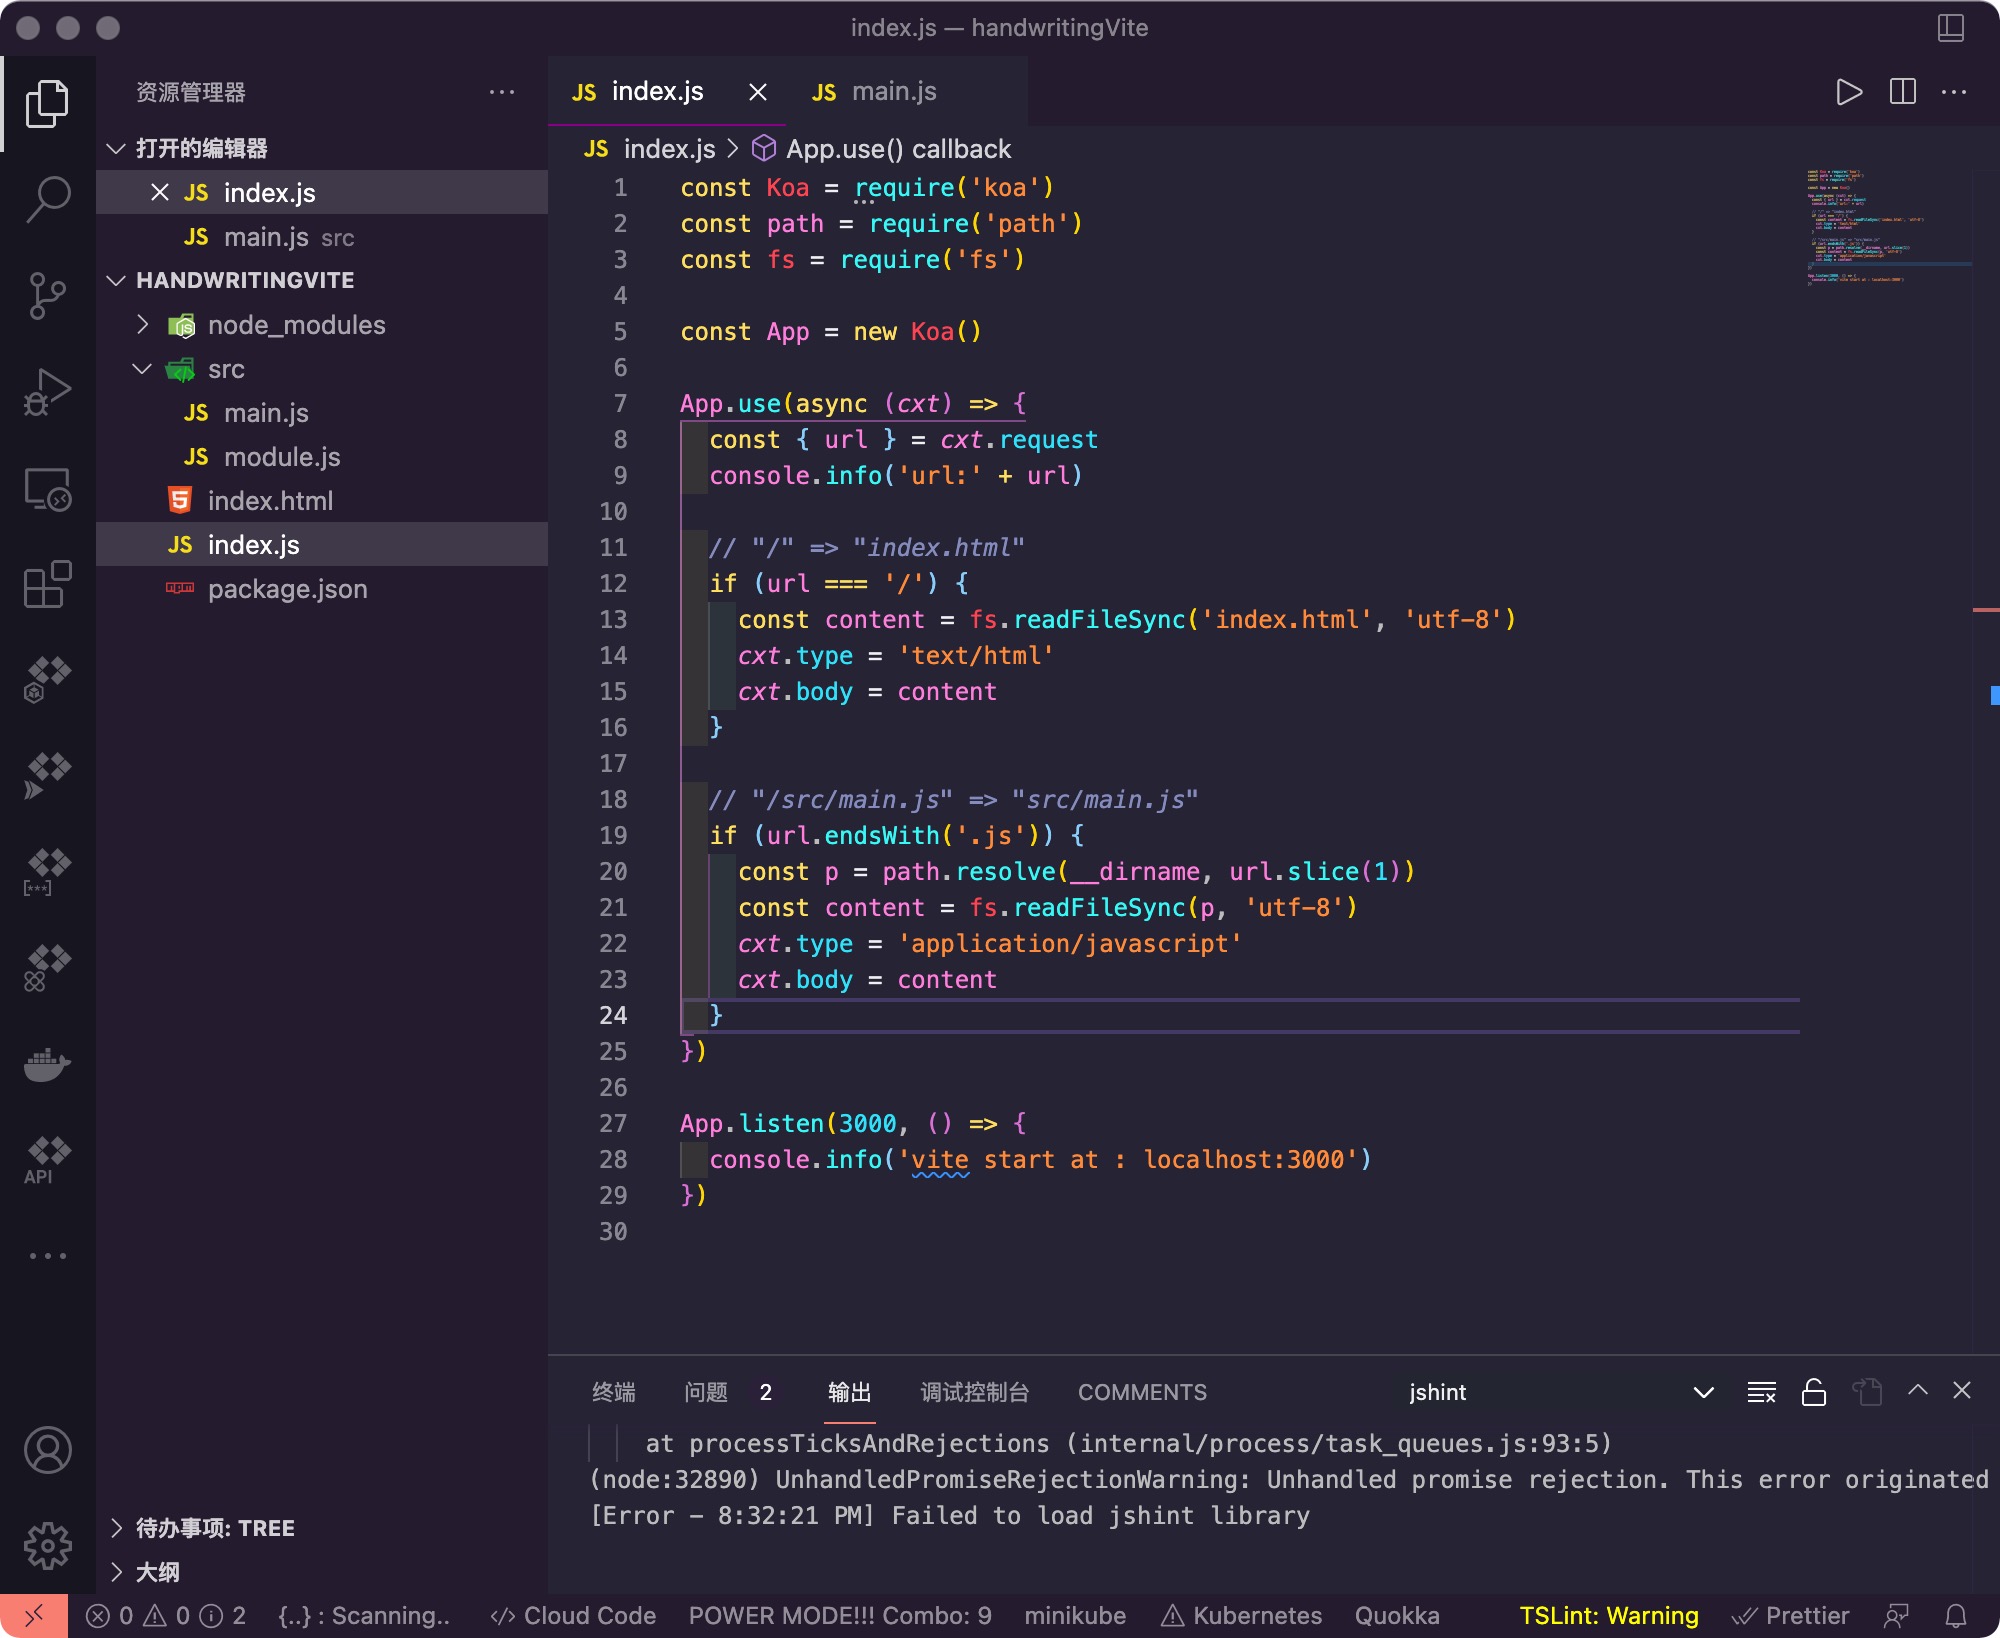 index.js — handwritingVite
资源管理器
打开的编辑器
JS index.js
JS main.js src
HANDWRITINGVITE
node_modules
src
JS main.js
JS module.js
index.html
JS index.js
package.json
待办事项: TREE
大纲
API
JS index.js JS main.js
JS index.js > App.use() callback
1 const Koa = require('koa')
2 const path = require('path')
3 const fs = require('fs')
4
5 const App = new Koa()
6
7 App.use(async (cxt) => {
8 const { url } = cxt.request
9 console.info('url:' + url)
10
11 // "/" => "index.html"
12 if (url === '/') {
13 const content = fs.readFileSync('index.html', 'utf-8')
14 cxt.type = 'text/html'
15 cxt.body = content
16 }
17
18 // "/src/main.js" => "src/main.js"
19 if (url.endsWith('.js')) {
20 const p = path.resolve(__dirname, url.slice(1))
21 const content = fs.readFileSync(p, 'utf-8')
22 cxt.type = 'application/javascript'
23 cxt.body = content
24 }
25 })
26
27 App.listen(3000, () => {
28 console.info('vite start at : localhost:3000')
29 })
30
终端 问题 2 输出 调试控制台 COMMENTS jshint
at processTicksAndRejections (internal/process/task_queues.js:93:5)
(node:32890) UnhandledPromiseRejectionWarning: Unhandled promise rejection. This error originated
[Error - 8:32:21 PM] Failed to load jshint library
0 0 2 {..} : Scanning.. </> Cloud Code POWER MODE!!! Combo: 9 minikube Kubernetes Quokka TSLint: Warning Prettier